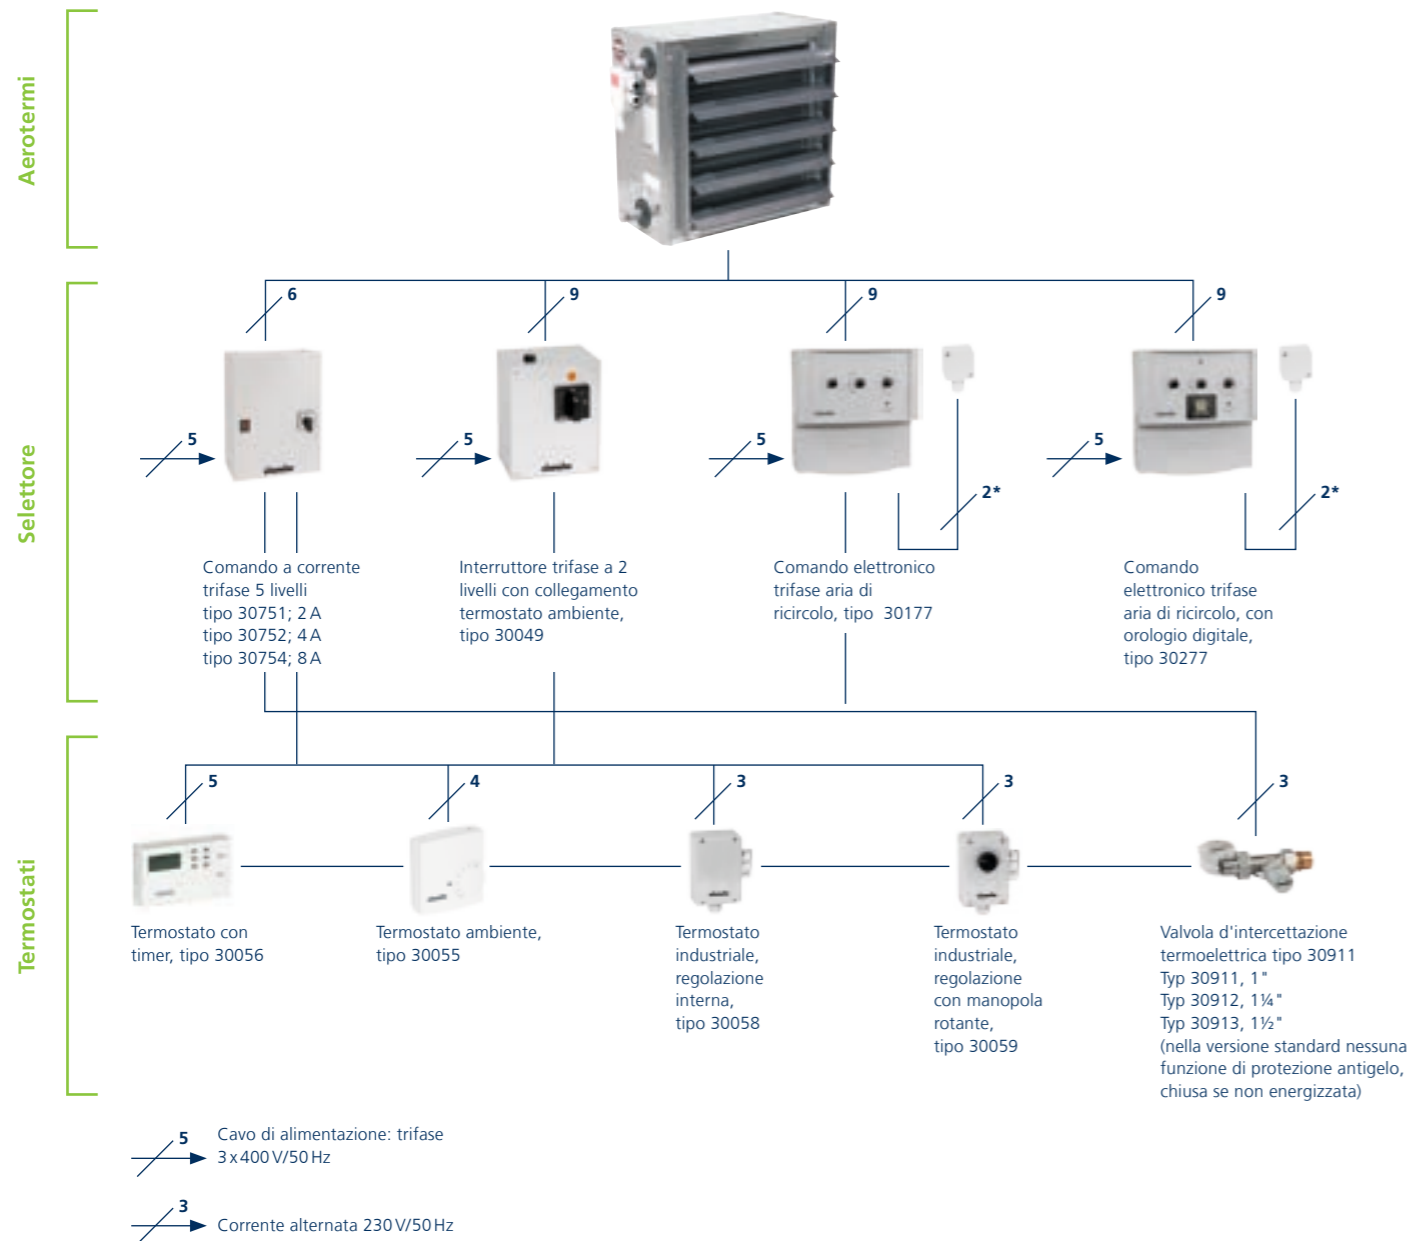 Aerotermi
6
9
9
9
Selettore
5
5
5
2*
5
2*
Comando a corrente
trifase 5 livelli
tipo 30751; 2 A
tipo 30752; 4 A
tipo 30754; 8 A
Interruttore trifase a 2
livelli con collegamento
termostato ambiente,
tipo 30049
Comando elettronico
trifase aria di
ricircolo, tipo 30177
Comando
elettronico trifase
aria di ricircolo, con
orologio digitale,
tipo 30277
Termostati
5
4
3
3
3
Termostato con
timer, tipo 30056
Termostato ambiente,
tipo 30055
Termostato
industriale,
regolazione
interna,
tipo 30058
Termostato
industriale,
regolazione
con manopola
rotante,
tipo 30059
Valvola d'intercettazione
termoelettrica tipo 30911
Typ 30911, 1"
Typ 30912, 1¼"
Typ 30913, 1½"
(nella versione standard nessuna
funzione di protezione antigelo,
chiusa se non energizzata)
5
Cavo di alimentazione: trifase
3 x 400 V/50 Hz
3
Corrente alternata 230 V/50 Hz